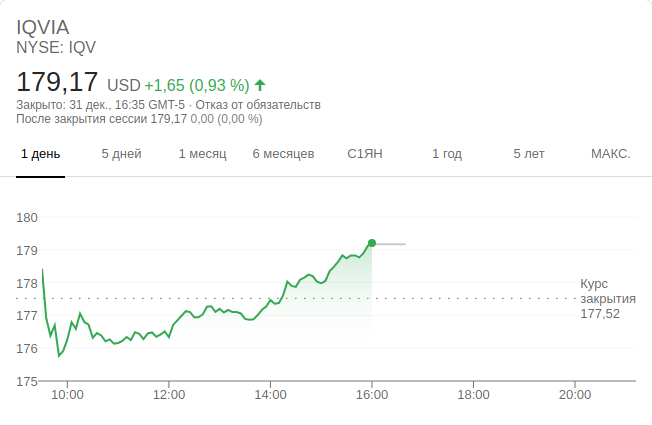 IQVIA
NYSE: IQV
179,17 USD +1,65 (0,93 %)
Закрыто: 31 дек., 16:35 GMT-5 · Отказ от обязательств
После закрытия сессии 179,17 0,00 (0,00 %)
1 день 5 дней 1 месяц 6 месяцев С1ЯН 1 год 5 лет МАКС.
180
179
178
177
176
175
Курс
закрытия
177,52
10:00 12:00 14:00 16:00 18:00 20:00